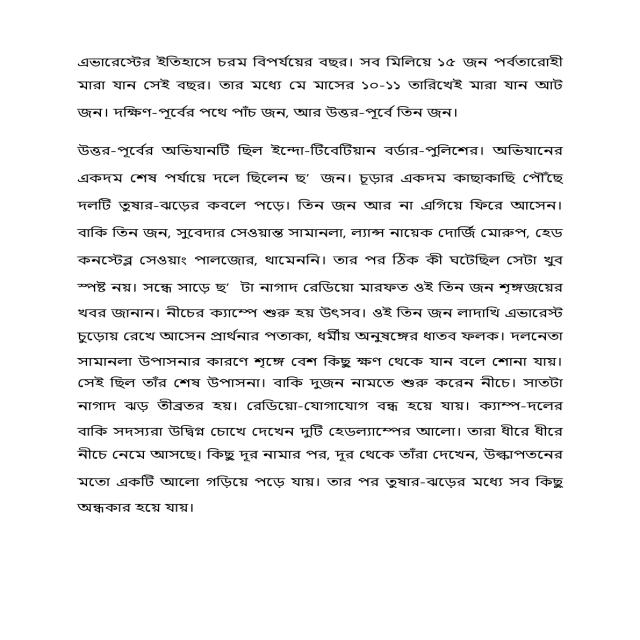 এভারেস্টের ইতিহাসে চরম বিপর্যয়ের বছর। সব মিলিয়ে ১৫ জন পর্বতারোহী
মারা যান সেই বছর। তার মধ্যে মে মাসের ১০-১১ তারিখেই মারা যান আট
জন। দক্ষিণ-পূর্বের পথে পাঁচ জন, আর উত্তর-পূর্বে তিন জন।
উত্তর-পূর্বের অভিযানটি ছিল ইন্দো-টিবেটিয়ান বর্ডার-পুলিশের। অভিযানের
একদম শেষ পর্যায়ে দলে ছিলেন ছ’ জন। চূড়ার একদম কাছাকাছি পৌঁছে
দলটি তুষার-ঝড়ের কবলে পড়ে। তিন জন আর না এগিয়ে ফিরে আসেন।
বাকি তিন জন, সুবেদার সেওয়ান্ত সামানলা, ল্যান্স নায়েক দোর্জি মোরুপ, হেড
কনস্টেব্ল সেওয়াং পালজোর, থামেননি। তার পর ঠিক কী ঘটেছিল সেটা খুব
স্পষ্ট নয়। সন্ধে সাড়ে ছ’ টা নাগাদ রেডিয়ো মারফত ওই তিন জন শৃঙ্গজয়ের
খবর জানান। নীচের ক্যাম্পে শুরু হয় উৎসব। ওই তিন জন লাদাখি এভারেস্ট
চুড়োয় রেখে আসেন প্রার্থনার পতাকা, ধর্মীয় অনুষঙ্গের ধাতব ফলক। দলনেতা
সামানলা উপাসনার কারণে শৃঙ্গে বেশ কিছু ক্ষণ থেকে যান বলে শোনা যায়।
সেই ছিল তাঁর শেষ উপাসনা। বাকি দুজন নামতে শুরু করেন নীচে। সাতটা
নাগাদ ঝড় তীব্রতর হয়। রেডিয়ো-যোগাযোগ বন্ধ হয়ে যায়। ক্যাম্প-দলের
বাকি সদস্যরা উদ্বিগ্ন চোখে দেখেন দুটি হেডল্যাম্পের আলো। তারা ধীরে ধীরে
নীচে নেমে আসছে। কিছু দূর নামার পর, দূর থেকে তাঁরা দেখেন, উল্কাপতনের
মতো একটি আলো গড়িয়ে পড়ে যায়। তার পর তুষার-ঝড়ের মধ্যে সব কিছু
অন্ধকার হয়ে যায়।